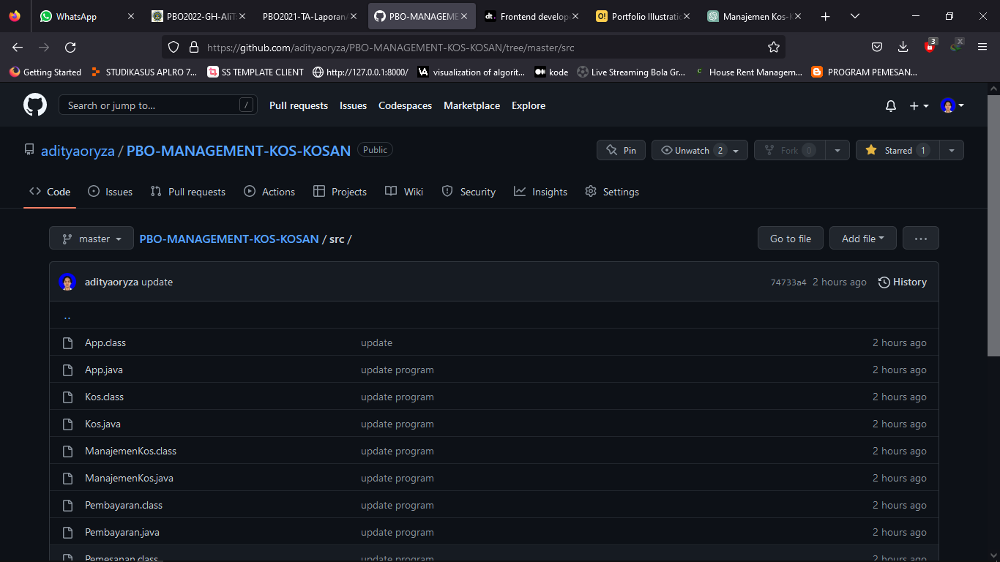 WhatsApp
PBO2022-GH-AliT
PBO2021-TA-Laporan
PBO-MANAGEME
Frontend develop
Portfolio Illustratio
Manajemen Kos-K
https://github.com/adityaoryza/PBO-MANAGEMENT-KOS-KOSAN/tree/master/src
3
X
Getting Started
STUDIKASUS APLRO 7...
SS TEMPLATE CLIENT
http://127.0.0.1:8000/
visualization of algorit...
kode
Live Streaming Bola Gr...
House Rent Managem...
PROGRAM PEMESAN...
Search or jump to...
/
Pull requests
Issues
Codespaces
Marketplace
Explore
adityaoryza / PBO-MANAGEMENT-KOS-KOSAN Public
Pin
Unwatch 2
Fork 0
Starred 1
Code
Issues
Pull requests
Actions
Projects
Wiki
Security
Insights
Settings
master
PBO-MANAGEMENT-KOS-KOSAN / src /
Go to file
Add file
...
adityaoryza update
74733a4 2 hours ago
History
..
App.class update 2 hours ago
App.java update program 2 hours ago
Kos.class update program 2 hours ago
Kos.java update program 2 hours ago
ManajemenKos.class update program 2 hours ago
ManajemenKos.java update program 2 hours ago
Pembayaran.class update program 2 hours ago
Pembayaran.java update program 2 hours ago
Pemesanan.class update program 2 hours ago